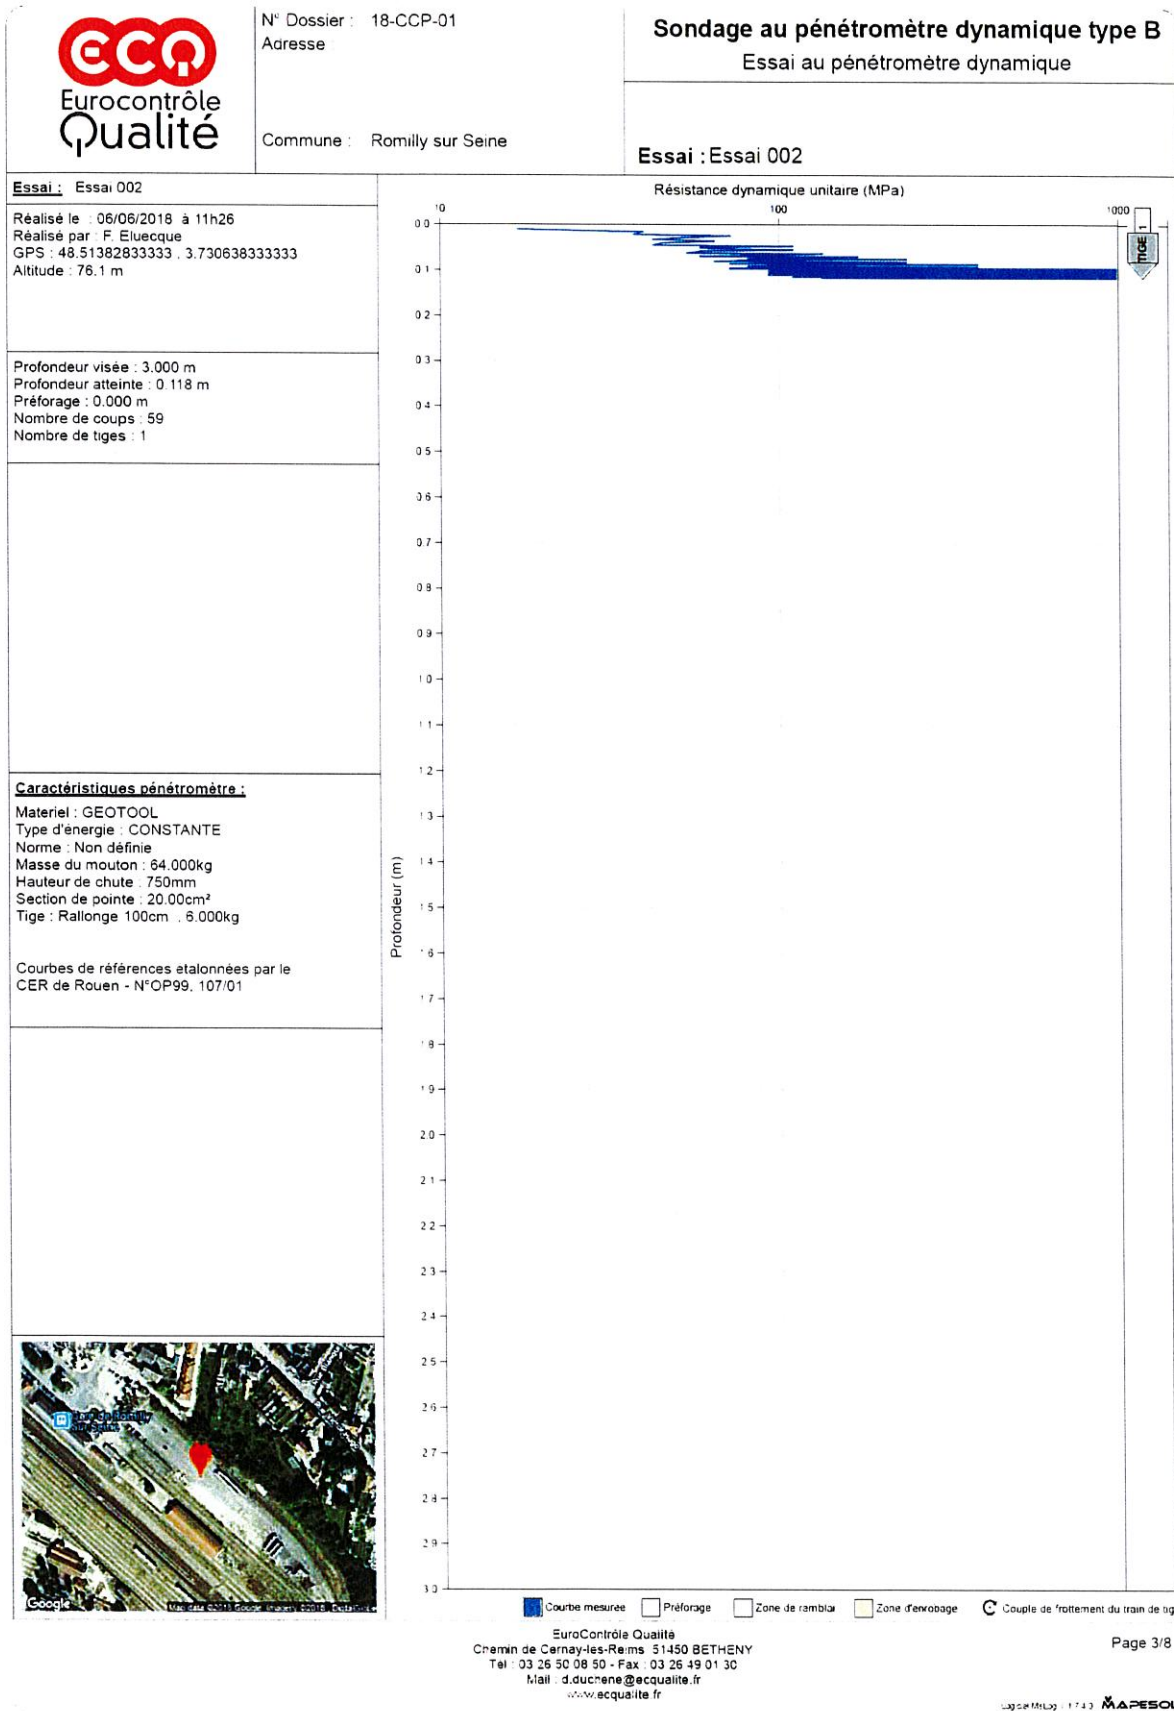 ECQ
Eurocontrôle
Qualité
N° Dossier : 18-CCP-01
Adresse
Commune : Romilly sur Seine
Sondage au pénétromètre dynamique type B
Essai au pénétromètre dynamique
Essai : Essai 002
Essai : Essai 002
Réalisé le : 06/06/2018 à 11h26
Réalisé par : F. Eluecque
GPS : 48.51382833333 , 3.730638333333
Altitude : 76.1 m
Profondeur visée : 3.000 m
Profondeur atteinte : 0.118 m
Préforage : 0.000 m
Nombre de coups : 59
Nombre de tiges : 1
Caractéristiques pénétromètre :
Materiel : GEOTOOL
Type d'énergie : CONSTANTE
Norme : Non définie
Masse du mouton : 64.000kg
Hauteur de chute : 750mm
Section de pointe : 20.00cm²
Tige : Rallonge 100cm , 6.000kg
Courbes de références etalonnées par le
CER de Rouen - N°OP99. 107/01
Résistance dynamique unitaire (MPa)
10 100 1000
TIGE 1
Profondeur (m)
0.0
0.1
0.2
0.3
0.4
0.5
0.6
0.7
0.8
0.9
1.0
1.1
1.2
1.3
1.4
1.5
1.6
1.7
1.8
1.9
2.0
2.1
2.2
2.3
2.4
2.5
2.6
2.7
2.8
2.9
3.0
Gare de Romilly
sur Seine
Google
Courbe mesurée Préforage Zone de remblai Zone d'enrobage Couple de frottement du train de tig
EuroContrôle Qualité
Chemin de Cernay-les-Reims 51450 BETHENY
Tel : 03 26 50 08 50 - Fax : 03 26 49 01 30
Mail : d.duchene@ecqualite.fr
www.ecqualite.fr
Page 3/8
MAPESOL